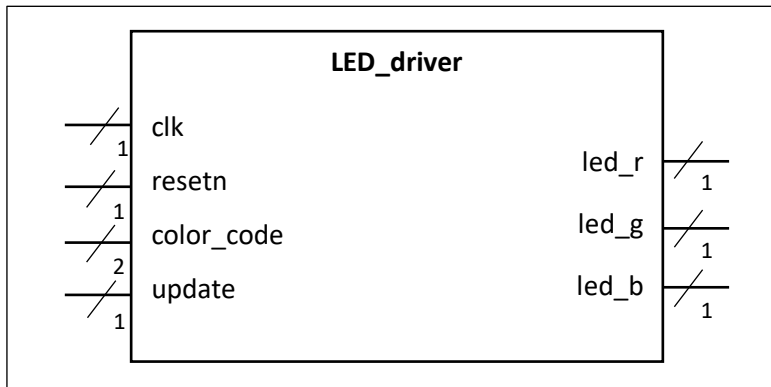 LED_driver
clk
1
resetn
1
color_code
2
update
1
led_r
1
led_g
1
led_b
1